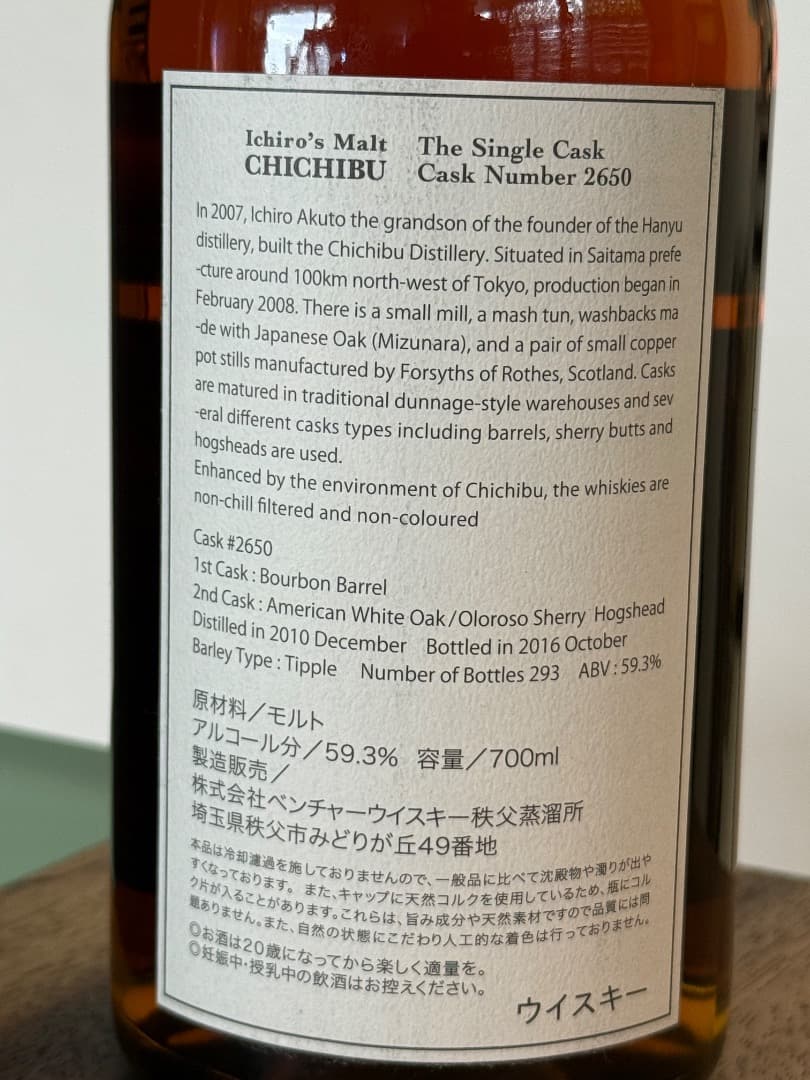 Ichiro's Malt The Single Cask
CHICHIBU Cask Number 2650
In 2007, Ichiro Akuto the grandson of the founder of the Hanyu
distillery, built the Chichibu Distillery. Situated in Saitama prefe
-cture around 100km north-west of Tokyo, production began in
February 2008. There is a small mill, a mash tun, washbacks ma
-de with Japanese Oak (Mizunara), and a pair of small copper
pot stills manufactured by Forsyths of Rothes, Scotland. Casks
are matured in traditional dunnage-style warehouses and sev
-eral different casks types including barrels, sherry butts and
hogsheads are used.
Enhanced by the environment of Chichibu, the whiskies are
non-chill filtered and non-coloured
Cask #2650
1st Cask : Bourbon Barrel
2nd Cask : American White Oak/Oloroso Sherry Hogshead
Distilled in 2010 December Bottled in 2016 October
Barley Type : Tipple Number of Bottles 293 ABV : 59.3%
原材料／モルト
アルコール分／59.3% 容量／700ml
製造販売／
株式会社ベンチャーウイスキー秩父蒸溜所
埼玉県秩父市みどりが丘49番地
本品は冷却濾過を施しておりませんので、一般品に比べて沈殿物や濁りが出や
すくなっております。また、キャップに天然コルクを使用しているため、瓶にコル
ク片が入ることがあります。これらは、旨み成分や天然素材ですので品質には問
題ありません。また、自然の状態にこだわり人工的な着色は行っておりません。
◎お酒は20歳になってから楽しく適量を。
◎妊娠中・授乳中の飲酒はお控えください。
ウイスキー